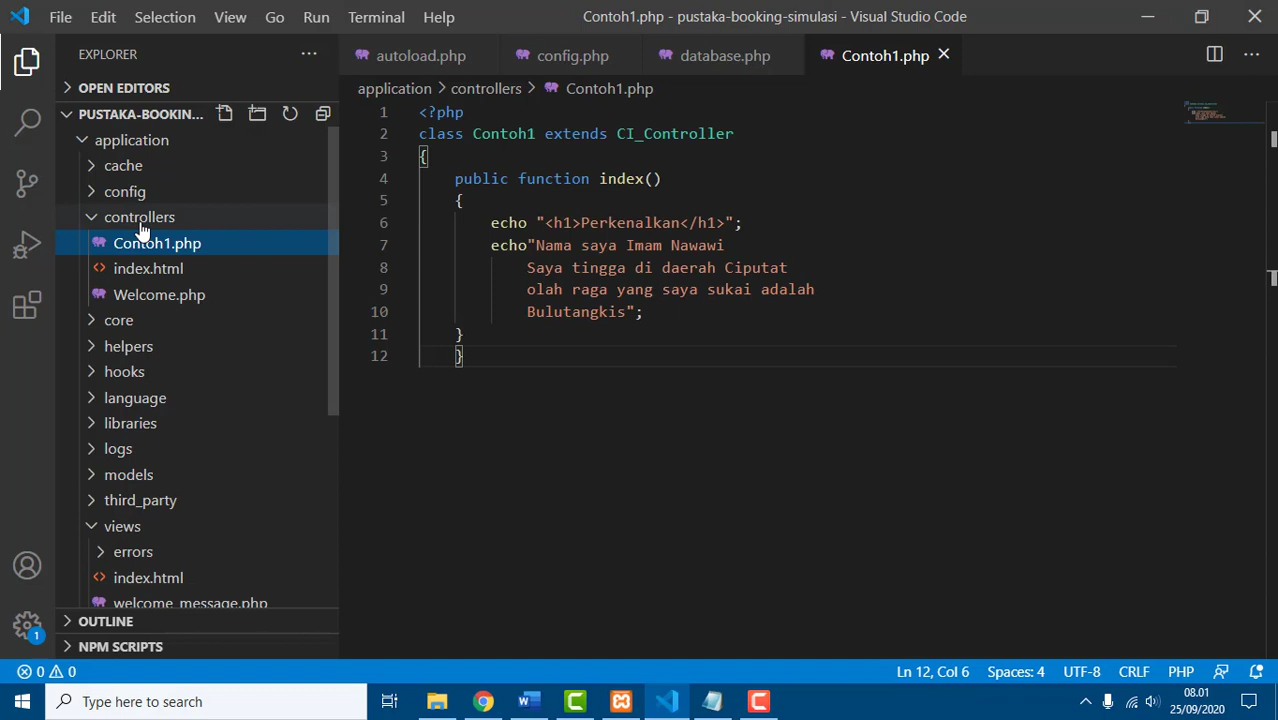 File Edit Selection View Go Run Terminal Help Contoh1.php - pustaka-booking-simulasi - Visual Studio Code
EXPLORER
autoload.php config.php database.php Contoh1.php
OPEN EDITORS
application > controllers > Contoh1.php
PUSTAKA-BOOKIN...
application
cache
config
controllers
Contoh1.php
index.html
Welcome.php
core
helpers
hooks
language
libraries
logs
models
third_party
views
errors
index.html
welcome_message.php
OUTLINE
NPM SCRIPTS
1 <?php
2 class Contoh1 extends CI_Controller
3 {
4 public function index()
5 {
6 echo "<h1>Perkenalkan</h1>";
7 echo"Nama saya Imam Nawawi
8 Saya tingga di daerah Ciputat
9 olah raga yang saya sukai adalah
10 Bulutangkis";
11 }
12 }
1
0 0 Ln 12, Col 6 Spaces: 4 UTF-8 CRLF PHP
Type here to search
08.01
25/09/2020